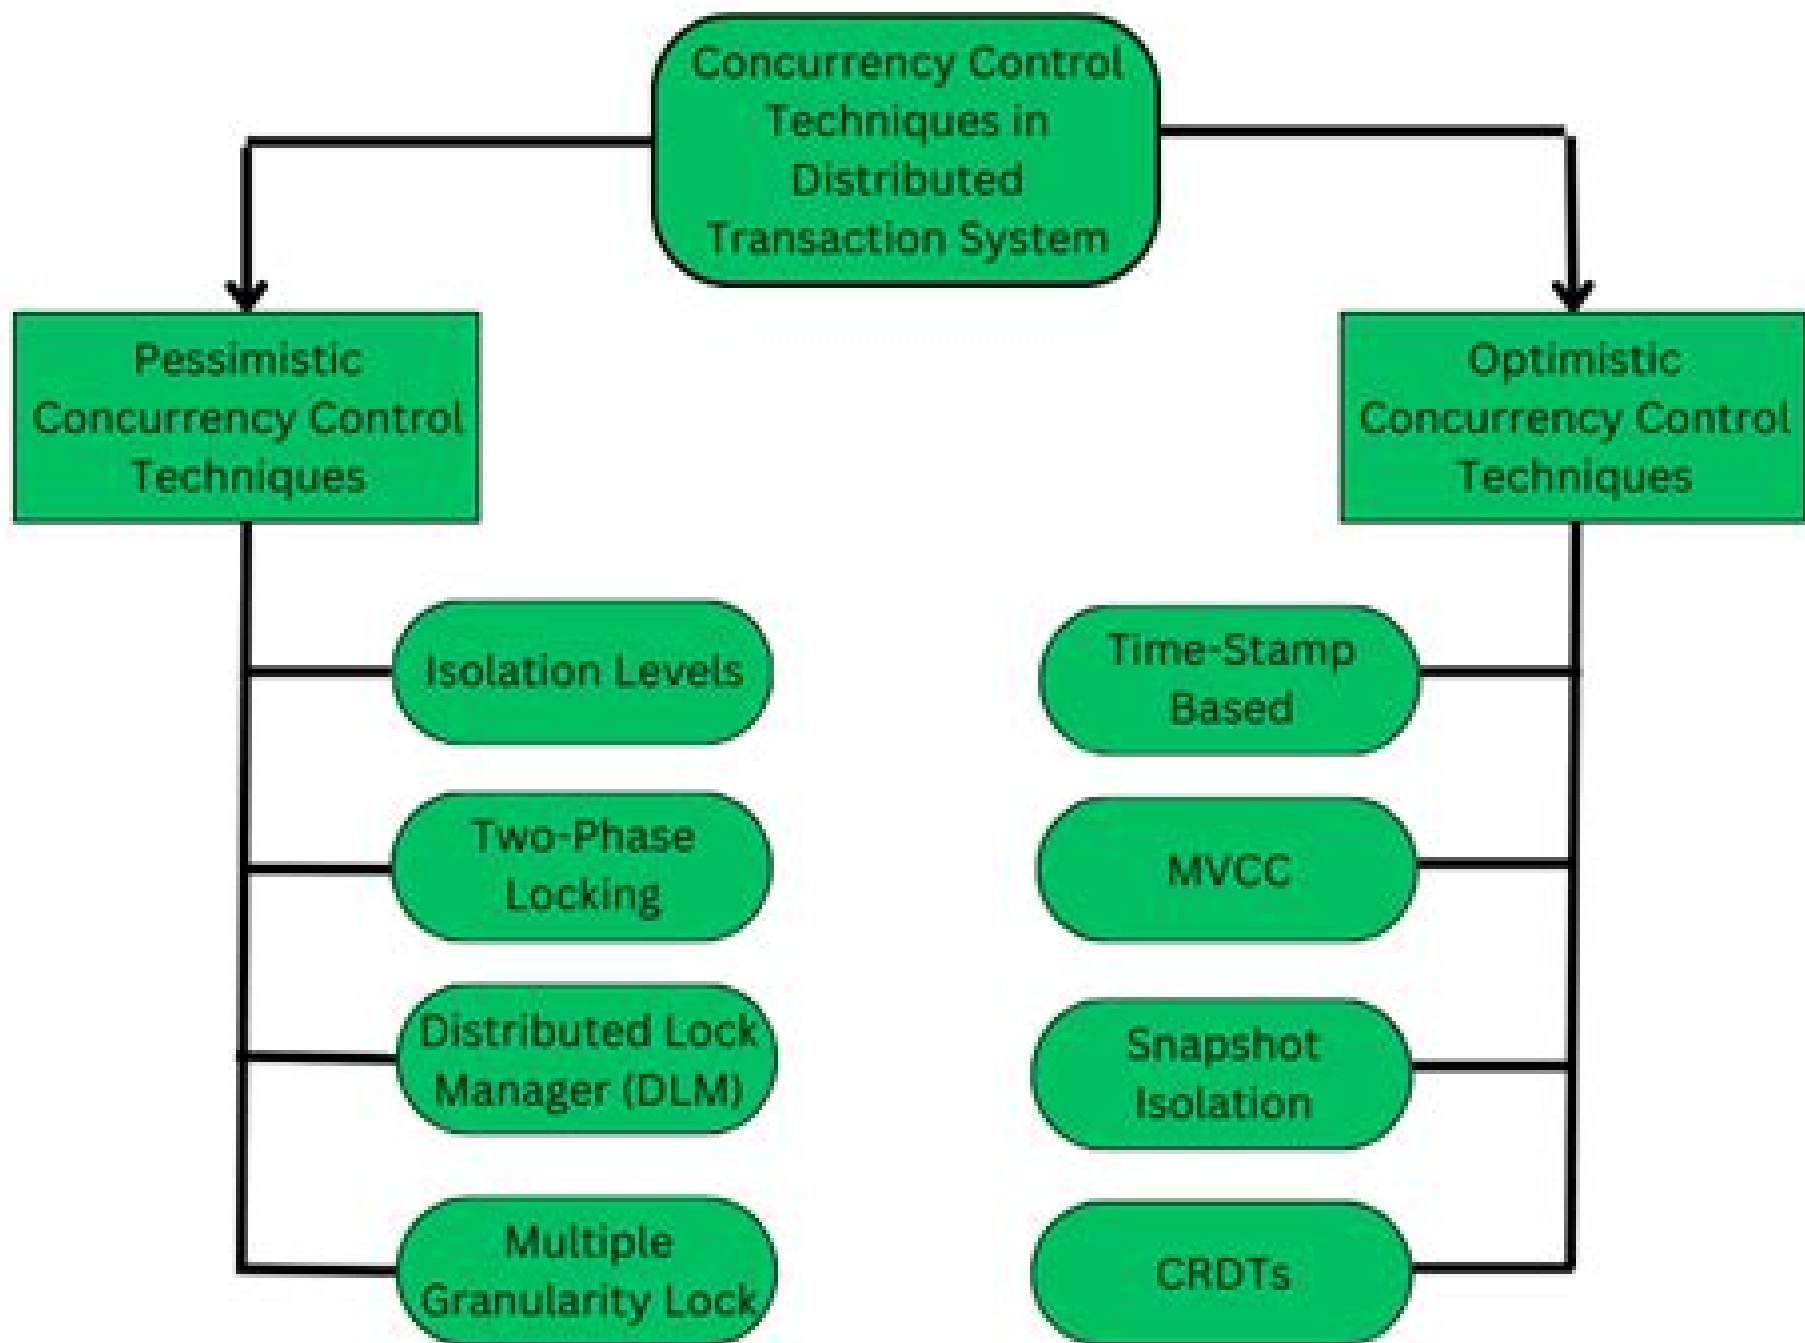 Concurrency Control
Techniques in
Distributed
Transaction System
Pessimistic
Concurrency Control
Techniques
Optimistic
Concurrency Control
Techniques
Isolation Levels
Two-Phase
Locking
Distributed Lock
Manager (DLM)
Multiple
Granularity Lock
Time-Stamp
Based
MVCC
Snapshot
Isolation
CRDTs